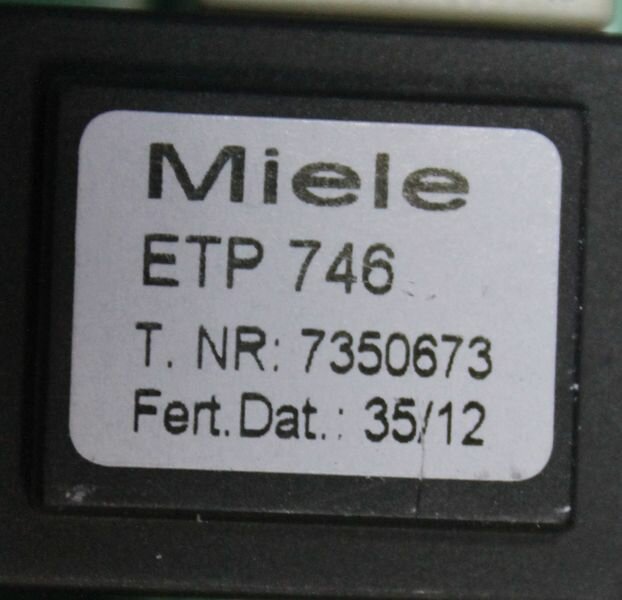 Miele
ETP 746
T. NR: 7350673
Fert.Dat.: 35/12